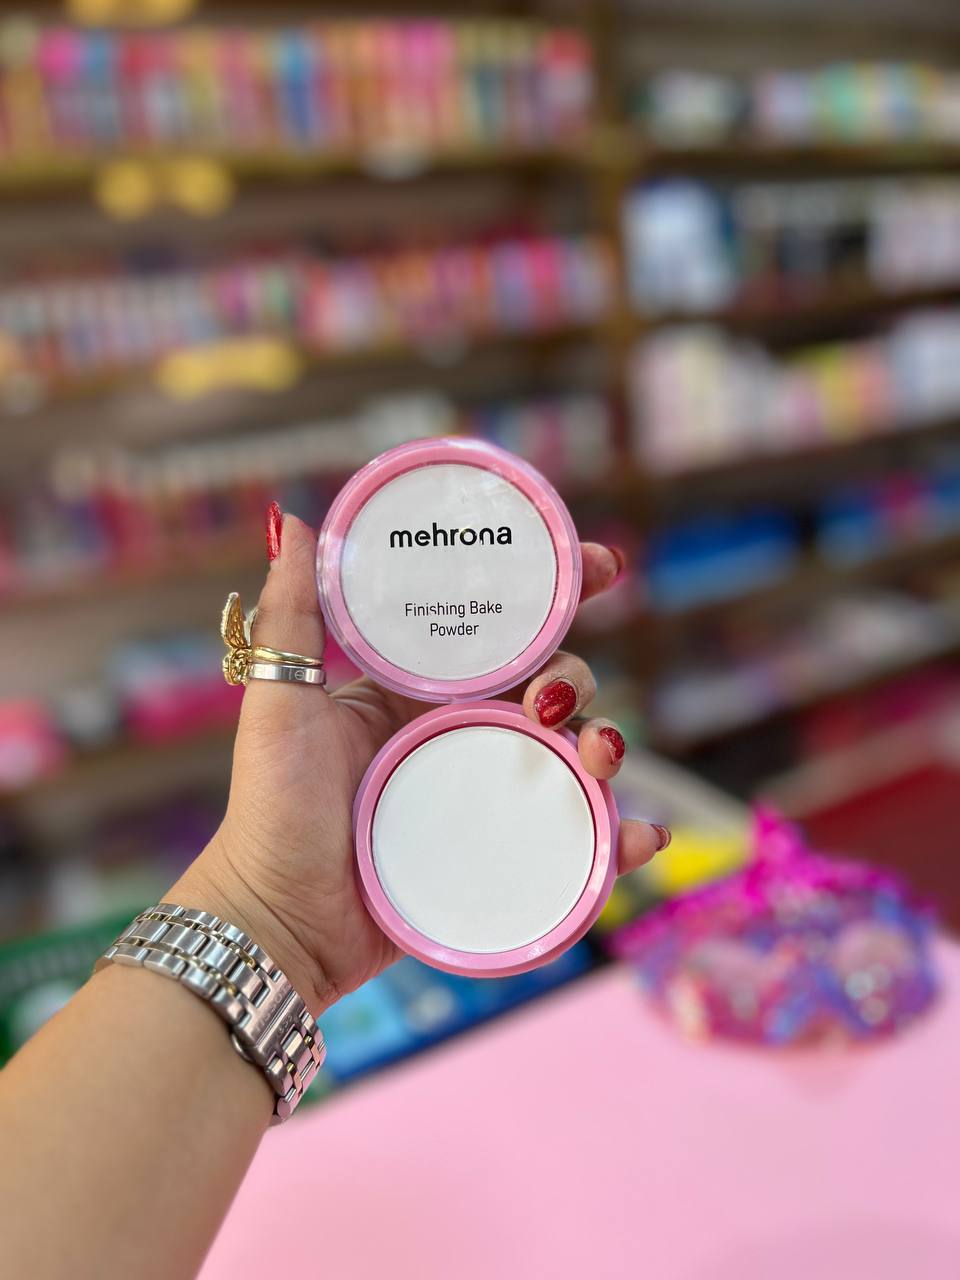 mehrona
Finishing Bake
Powder